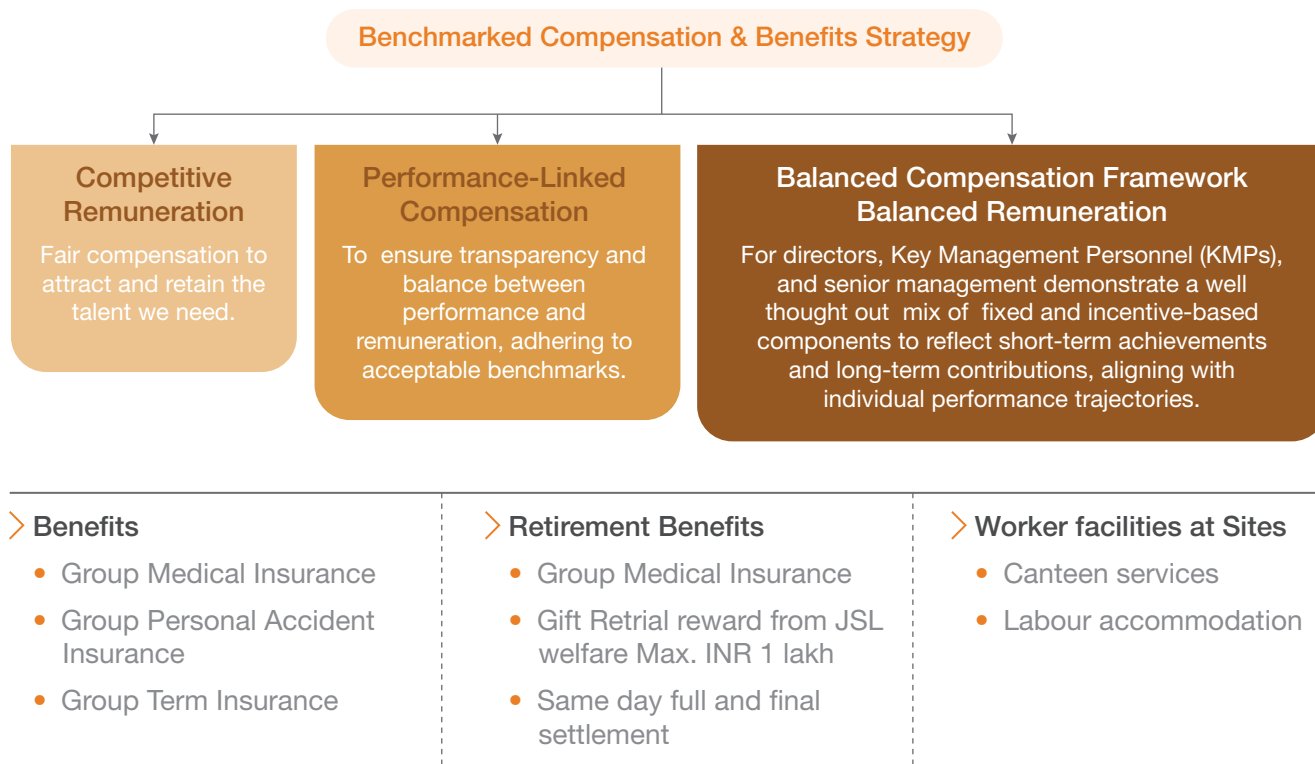 Benchmarked Compensation & Benefits Strategy
Competitive
Remuneration
Fair compensation to
attract and retain the
talent we need.
Performance-Linked
Compensation
To ensure transparency and
balance between
performance and
remuneration, adhering to
acceptable benchmarks.
Balanced Compensation Framework
Balanced Remuneration
For directors, Key Management Personnel (KMPs),
and senior management demonstrate a well
thought out mix of fixed and incentive-based
components to reflect short-term achievements
and long-term contributions, aligning with
individual performance trajectories.
Benefits
• Group Medical Insurance
• Group Personal Accident
Insurance
• Group Term Insurance
Retirement Benefits
• Group Medical Insurance
• Gift Retrial reward from JSL
welfare Max. INR 1 lakh
• Same day full and final
settlement
Worker facilities at Sites
• Canteen services
• Labour accommodation